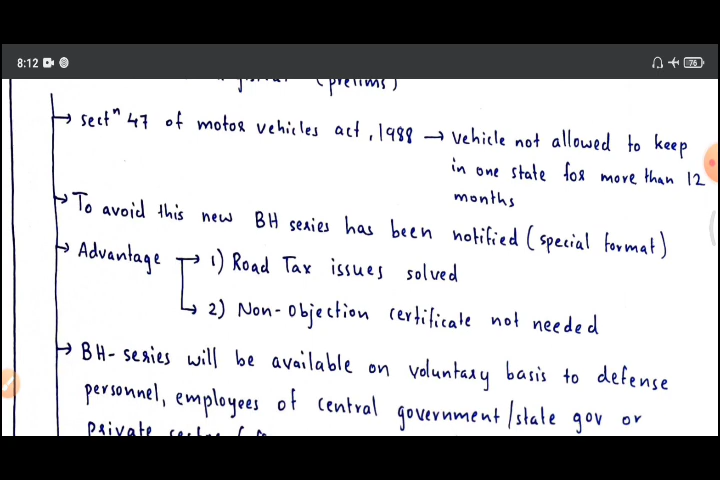 8:12
76
(prelims)
→ sectⁿ 47 of motor vehicles act, 1988 → vehicle not allowed to keep
in one state for more than 12
months
→ To avoid this new BH series has been notified (special format)
→ Advantage → 1) Road Tax issues solved
→ 2) Non-objection certificate not needed
→ BH-series will be available on voluntary basis to defense
personnel, employees of central government/state gov or
private